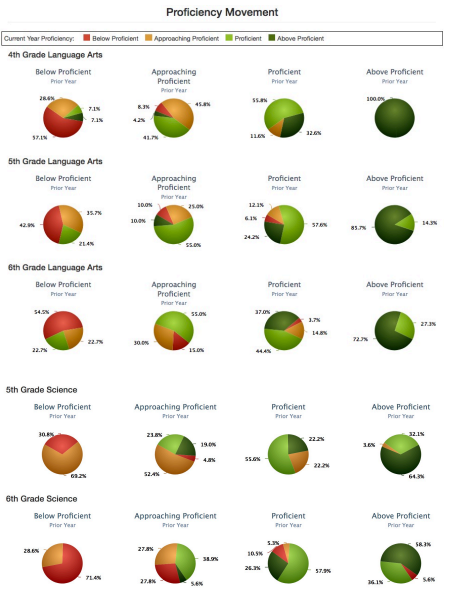 Proficiency Movement
Current Year Proficiency: Below Proficient Approaching Proficient Proficient Above Proficient
4th Grade Language Arts
Below Proficient
Prior Year
28.6%
7.1%
7.1%
57.1%
Approaching
Proficient
Prior Year
8.3%
45.8%
4.2%
41.7%
Proficient
Prior Year
55.8%
11.6%
32.6%
Above Proficient
Prior Year
100.0%
5th Grade Language Arts
Below Proficient
Prior Year
35.7%
42.9%
21.4%
Approaching
Proficient
Prior Year
10.0%
25.0%
10.0%
55.0%
Proficient
Prior Year
12.1%
6.1%
57.6%
24.2%
Above Proficient
Prior Year
14.3%
85.7%
6th Grade Language Arts
Below Proficient
Prior Year
54.5%
22.7%
22.7%
Approaching
Proficient
Prior Year
55.0%
30.0%
15.0%
Proficient
Prior Year
37.0%
3.7%
14.8%
44.4%
Above Proficient
Prior Year
27.3%
72.7%
5th Grade Science
Below Proficient
Prior Year
30.8%
69.2%
Approaching Proficient
Prior Year
23.8%
19.0%
4.8%
52.4%
Proficient
Prior Year
22.2%
55.6%
22.2%
Above Proficient
Prior Year
32.1%
3.6%
64.3%
6th Grade Science
Below Proficient
Prior Year
28.6%
71.4%
Approaching Proficient
Prior Year
27.8%
38.9%
27.8%
5.6%
Proficient
Prior Year
5.3%
10.5%
26.3%
57.9%
Above Proficient
Prior Year
58.3%
5.6%
36.1%